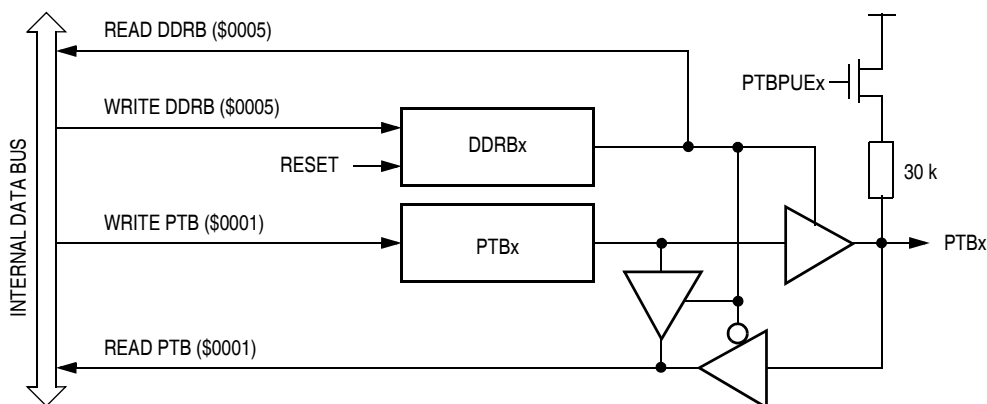 READ DDRB ($0005)
PTBPUEx
WRITE DDRB ($0005)
DDRBx
RESET
30 k
INTERNAL DATA BUS
WRITE PTB ($0001)
PTBx
PTBx
READ PTB ($0001)